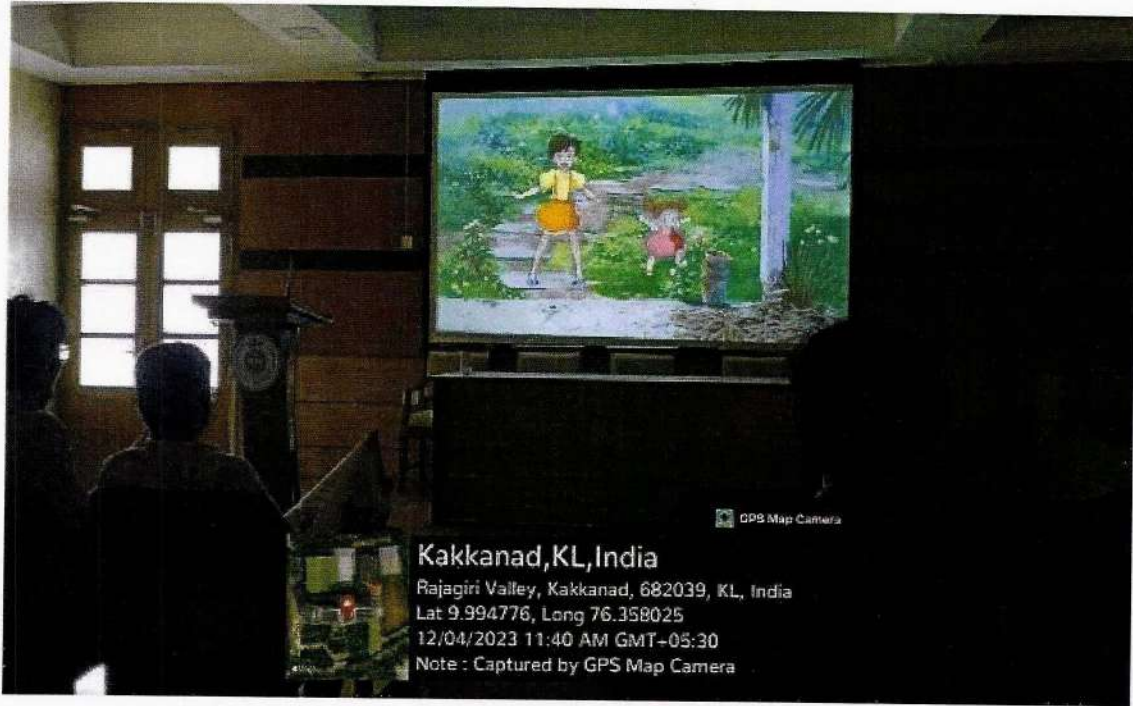 GPS Map Camera
Kakkanad,KL,India
Rajagiri Valley, Kakkanad, 682039, KL, India
Lat 9.994776, Long 76.358025
12/04/2023 11:40 AM GMT+05:30
Note : Captured by GPS Map Camera